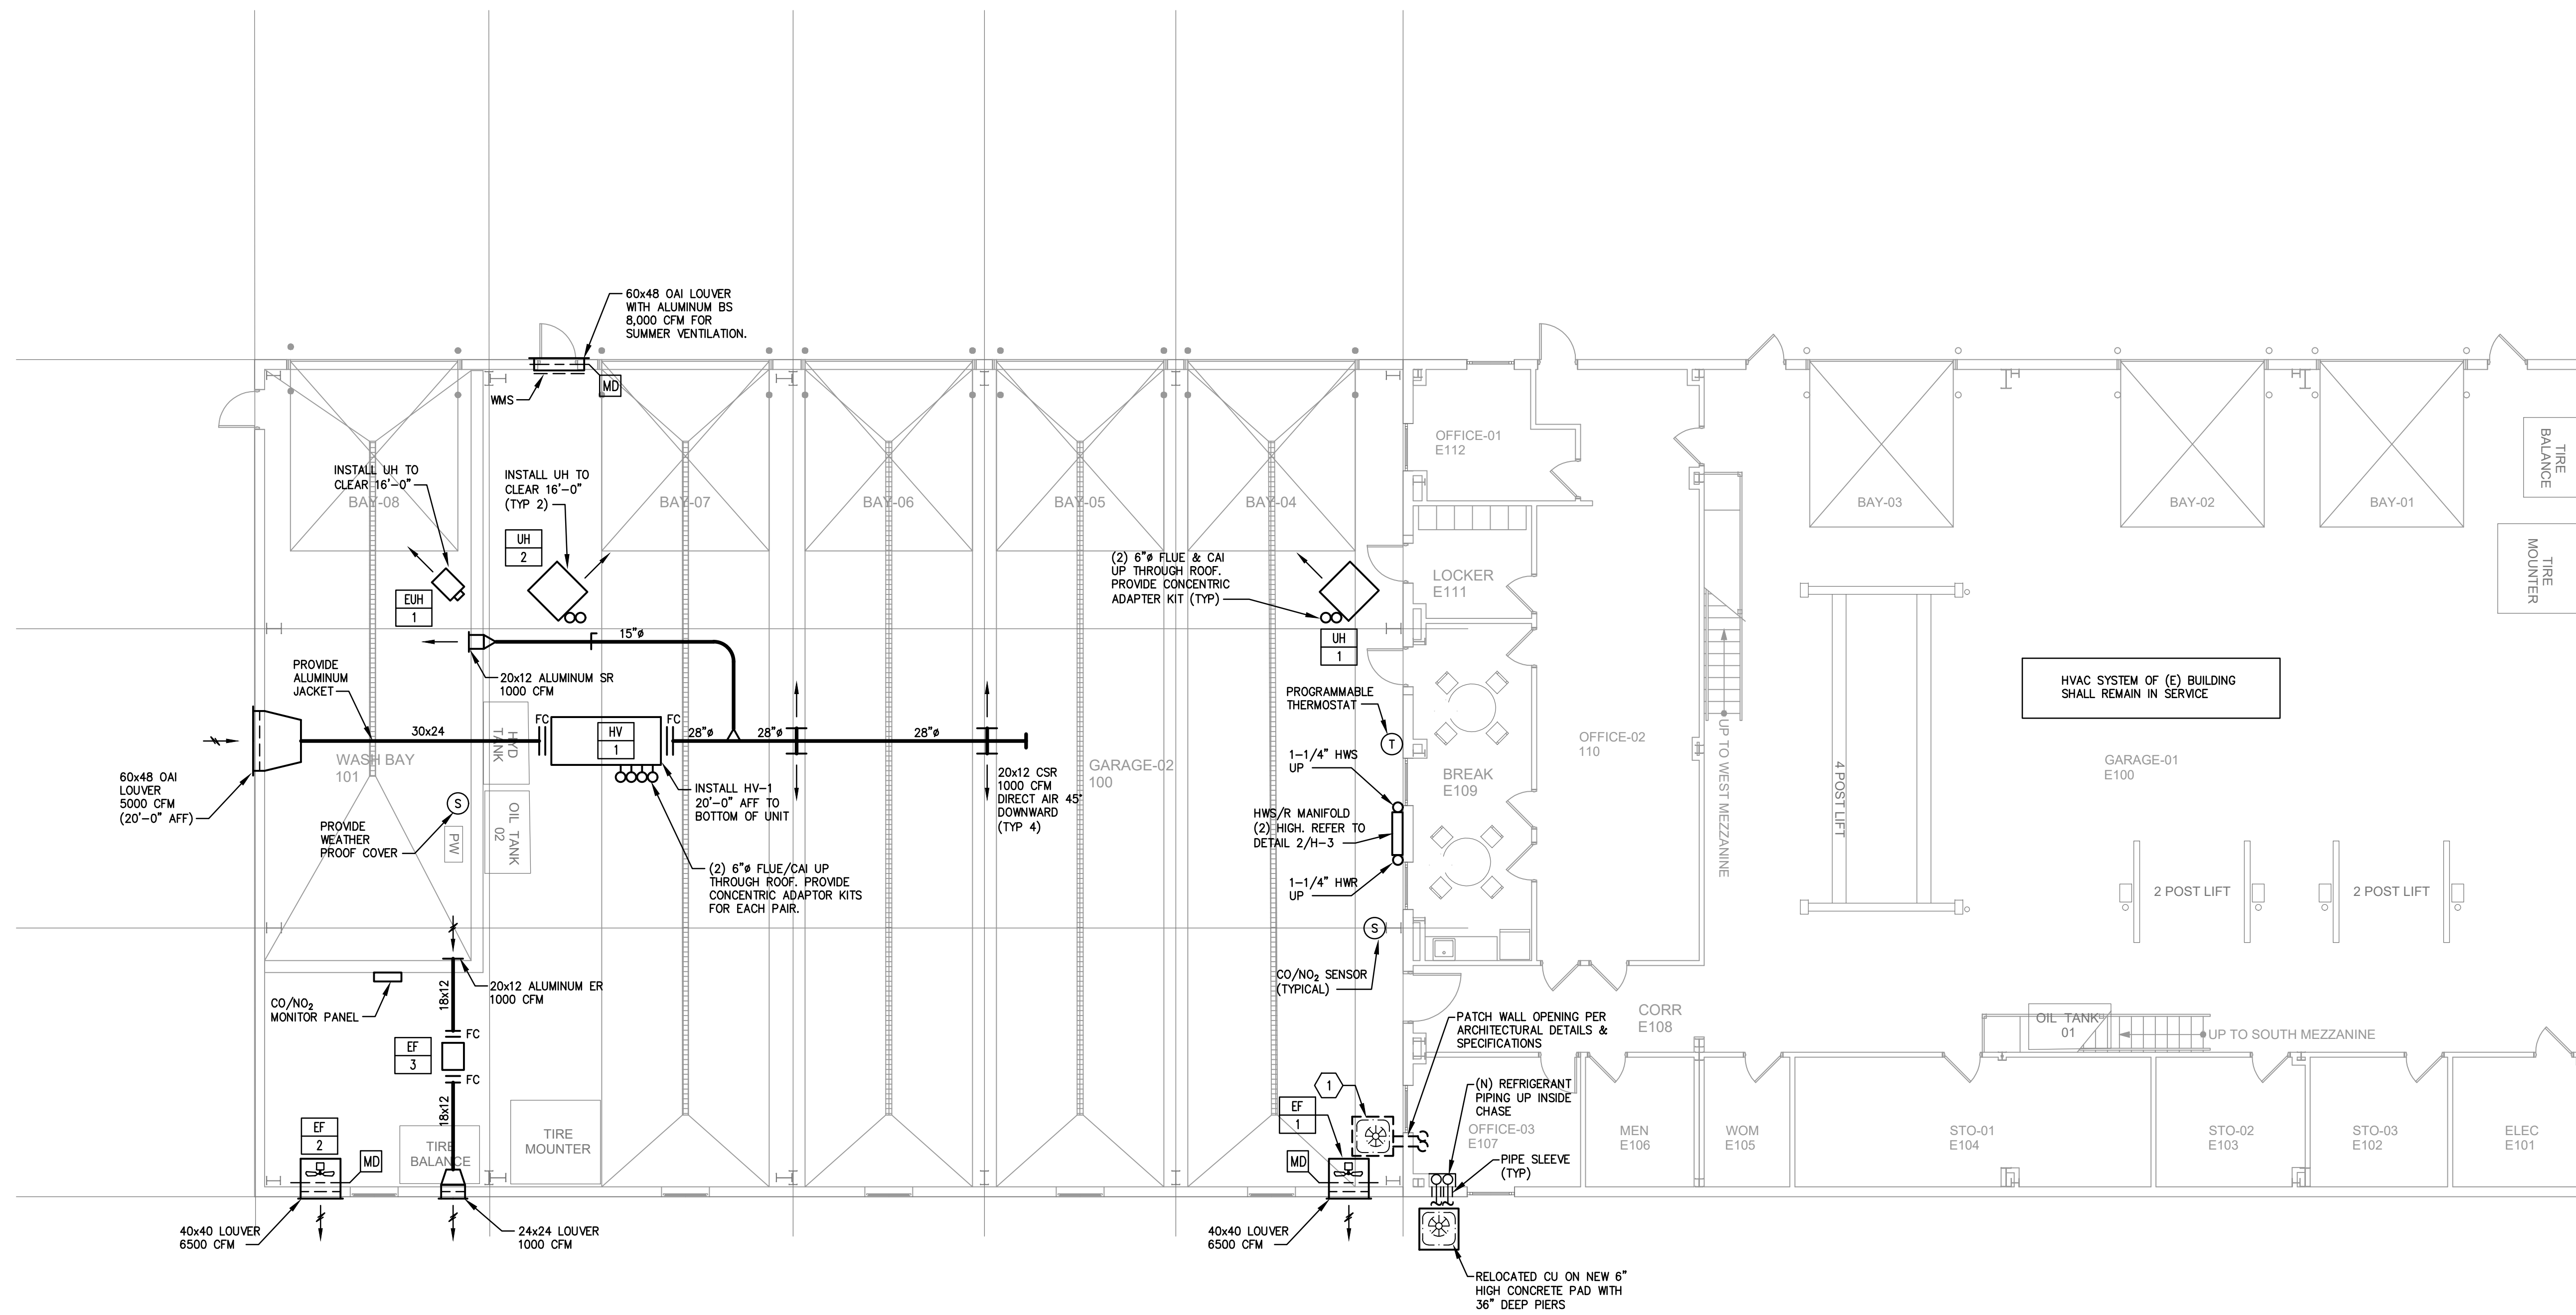 60x48 OAI LOUVER
WITH ALUMINUM BS
8,000 CFM FOR
SUMMER VENTILATION.
MD
WMS
INSTALL UH TO
CLEAR 16'-0"
BAY-08
INSTALL UH TO
CLEAR 16'-0"
(TYP 2)
BAY-07
BAY-06
BAY-05
BAY-04
UH
2
EUH
1
(2) 6"ø FLUE & CAI
UP THROUGH ROOF.
PROVIDE CONCENTRIC
ADAPTER KIT (TYP)
UH
1
OFFICE-01
E112
LOCKER
E111
BAY-03
BAY-02
BAY-01
TIRE
BALANCE
TIRE
MOUNTER
15"ø
20x12 ALUMINUM SR
1000 CFM
PROVIDE
ALUMINUM
JACKET
30x24
FC
HV
1
FC
28"ø
28"ø
28"ø
HYD
TANK
WASH BAY
101
60x48 OAI
LOUVER
5000 CFM
(20'-0" AFF)
PROVIDE
WEATHER
PROOF COVER
S
PW
OIL TANK
02
INSTALL HV-1
20'-0" AFF TO
BOTTOM OF UNIT
(2) 6"ø FLUE/CAI UP
THROUGH ROOF. PROVIDE
CONCENTRIC ADAPTOR KITS
FOR EACH PAIR.
20x12 CSR
1000 CFM
DIRECT AIR 45°
DOWNWARD
(TYP 4)
GARAGE-02
100
PROGRAMMABLE
THERMOSTAT
T
1-1/4" HWS
UP
HWS/R MANIFOLD
(2) HIGH. REFER TO
DETAIL 2/H-3
1-1/4" HWR
UP
S
CO/NO₂ SENSOR
(TYPICAL)
BREAK
E109
OFFICE-02
110
UP TO WEST MEZZANINE
4 POST LIFT
HVAC SYSTEM OF (E) BUILDING
SHALL REMAIN IN SERVICE
GARAGE-01
E100
2 POST LIFT
2 POST LIFT
CO/NO₂
MONITOR PANEL
20x12 ALUMINUM ER
1000 CFM
18x12
FC
EF
3
FC
18x12
EF
2
MD
TIRE
BALANCE
TIRE
MOUNTER
40x40 LOUVER
6500 CFM
24x24 LOUVER
1000 CFM
PATCH WALL OPENING PER
ARCHITECTURAL DETAILS &
SPECIFICATIONS
1
EF
1
MD
(N) REFRIGERANT
PIPING UP INSIDE
CHASE
OFFICE-03
E107
PIPE SLEEVE
(TYP)
40x40 LOUVER
6500 CFM
RELOCATED CU ON NEW 6"
HIGH CONCRETE PAD WITH
36" DEEP PIERS
CORR
E108
OIL TANK
01
UP TO SOUTH MEZZANINE
MEN
E106
WOM
E105
STO-01
E104
STO-02
E103
STO-03
E102
ELEC
E101